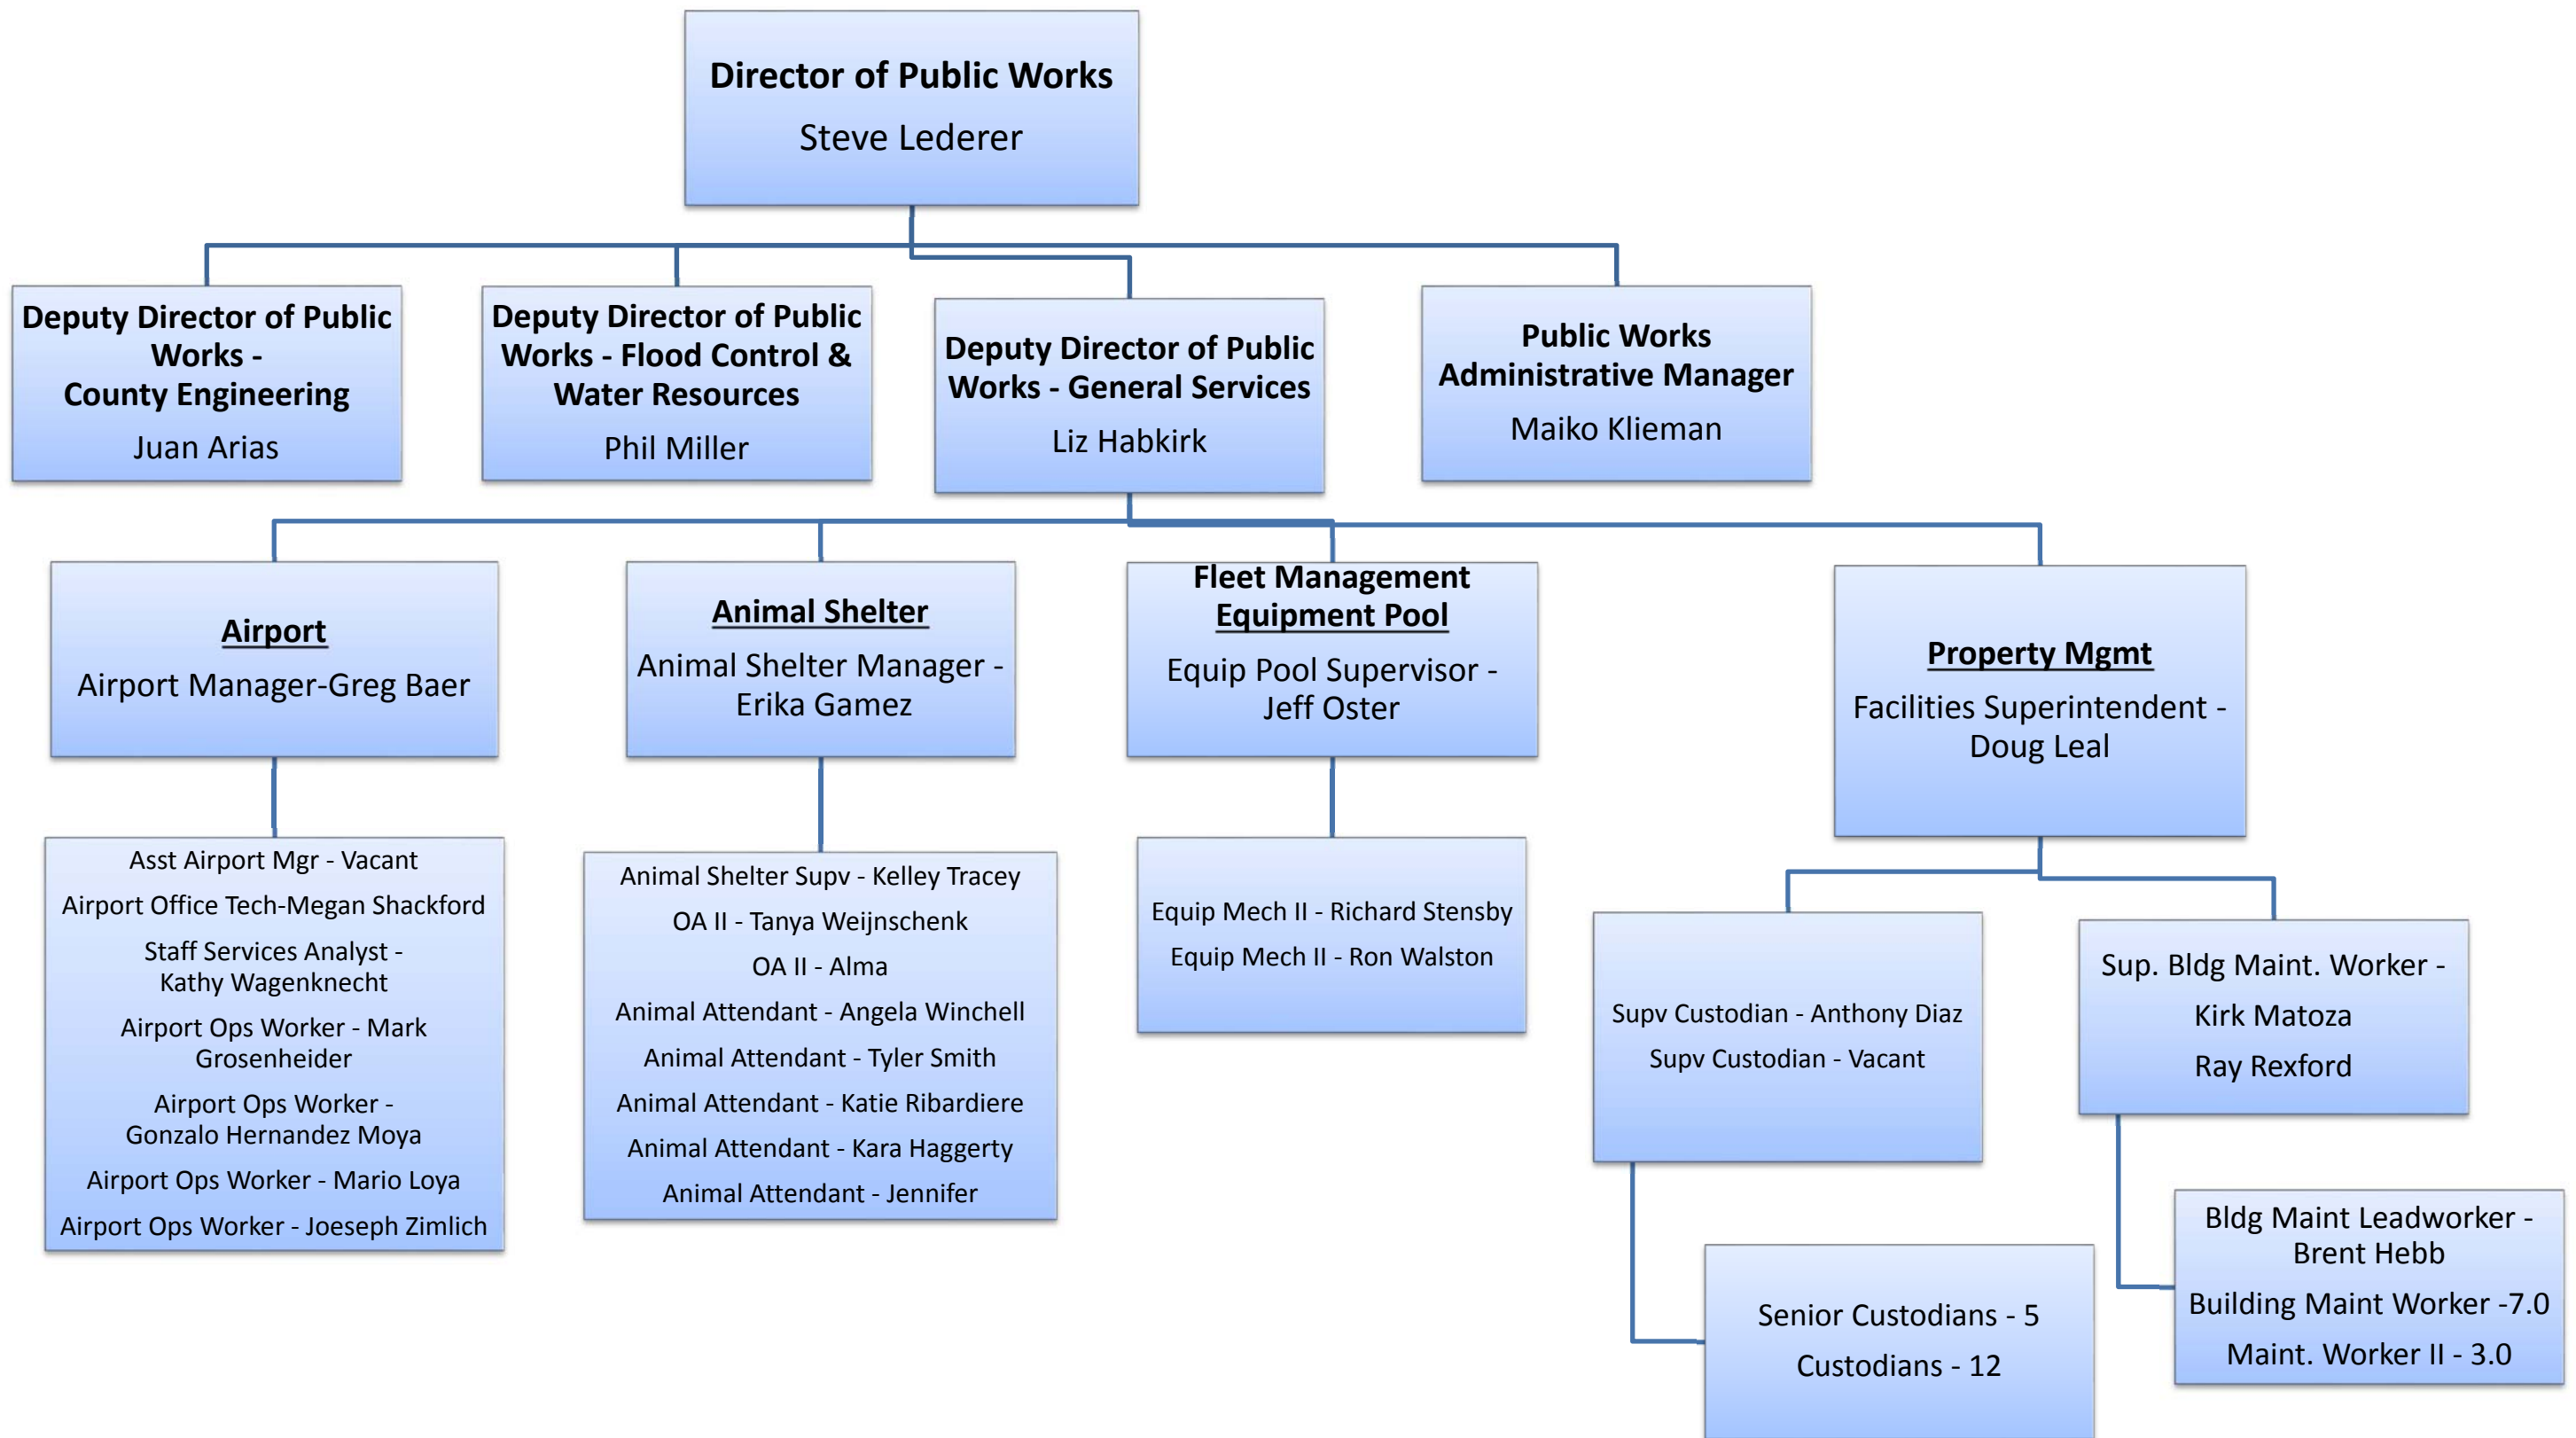 Director of Public Works
Steve Lederer
Deputy Director of Public
Works -
County Engineering
Juan Arias
Deputy Director of Public
Works - Flood Control &
Water Resources
Phil Miller
Deputy Director of Public
Works - General Services
Liz Habkirk
Public Works
Administrative Manager
Maiko Klieman
Airport
Airport Manager-Greg Baer
Animal Shelter
Animal Shelter Manager -
Erika Gamez
Fleet Management
Equipment Pool
Equip Pool Supervisor -
Jeff Oster
Property Mgmt
Facilities Superintendent -
Doug Leal
Asst Airport Mgr - Vacant
Airport Office Tech-Megan Shackford
Staff Services Analyst -
Kathy Wagenknecht
Airport Ops Worker - Mark
Grosenheider
Airport Ops Worker -
Gonzalo Hernandez Moya
Airport Ops Worker - Mario Loya
Airport Ops Worker - Joeseph Zimlich
Animal Shelter Supv - Kelley Tracey
OA II - Tanya Weijnschenk
OA II - Alma
Animal Attendant - Angela Winchell
Animal Attendant - Tyler Smith
Animal Attendant - Katie Ribardiere
Animal Attendant - Kara Haggerty
Animal Attendant - Jennifer
Equip Mech II - Richard Stensby
Equip Mech II - Ron Walston
Supv Custodian - Anthony Diaz
Supv Custodian - Vacant
Sup. Bldg Maint. Worker -
Kirk Matoza
Ray Rexford
Senior Custodians - 5
Custodians - 12
Bldg Maint Leadworker -
Brent Hebb
Building Maint Worker -7.0
Maint. Worker II - 3.0